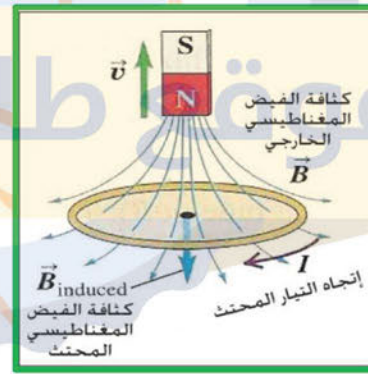 S
N
v
كثافة الفيض
المغناطيسي
الخارجي
B
I
إتجاه التيار المحتث
B induced
كثافة الفيض
المغناطيسي
المحتث